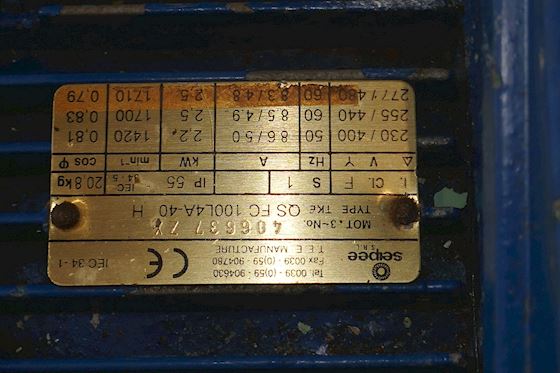 seipee
S.R.L.
Tel. 0039 - (0)59 - 904630
Fax 0039 - (0)59 - 904780
T.E.E. MANUFACTURE
CE
IEC 34 -1
MOT. 3~No. 406637 ZX
TYPE TKé QS FC 100L4A-40 H
I. CL. F S 1 IP 55 IEC 34 - 5 20,8 kg
Δ V Y Hz A kW min⁻¹ cos φ
230 / 400 50 8.6/5.0 2.2 1420 0,81
255 / 440 60 8.5/4.9 2.5 1700 0,83
277 / 480 60 8.3/4.8 2.5 1710 0,79